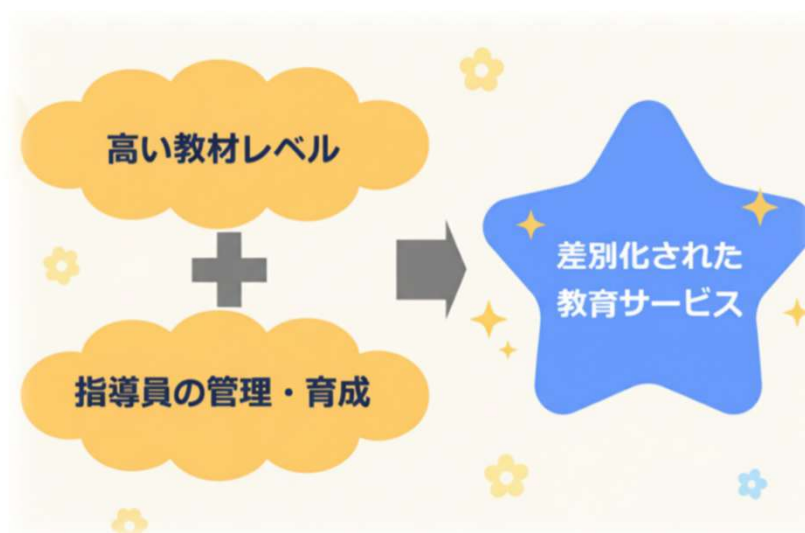 高い教材レベル
指導員の管理・育成
差別化された
教育サービス